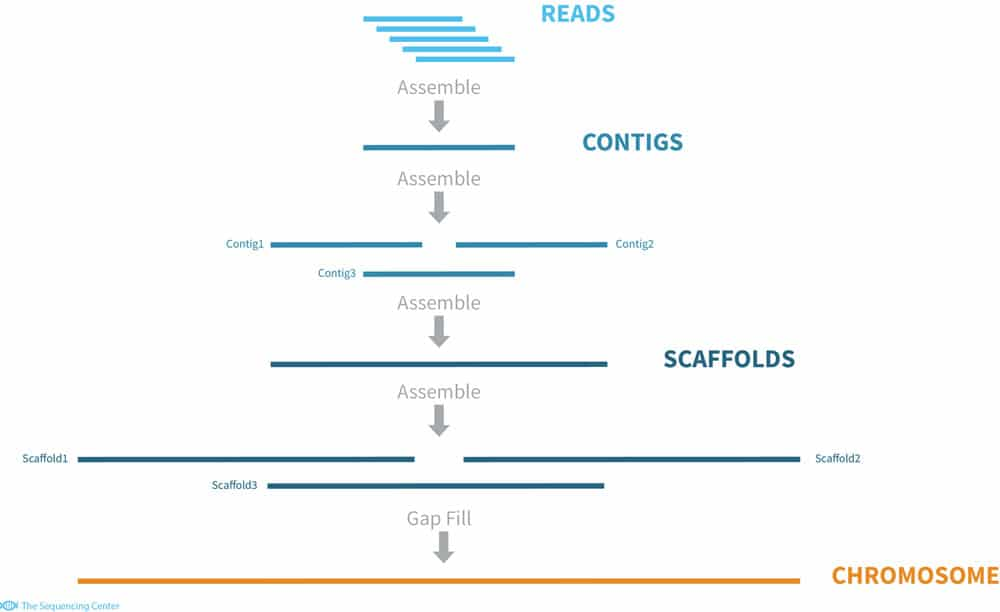 READS
Assemble
CONTIGS
Assemble
Contig1
Contig2
Contig3
Assemble
SCAFFOLDS
Assemble
Scaffold1
Scaffold2
Scaffold3
Gap Fill
CHROMOSOME
The Sequencing Center